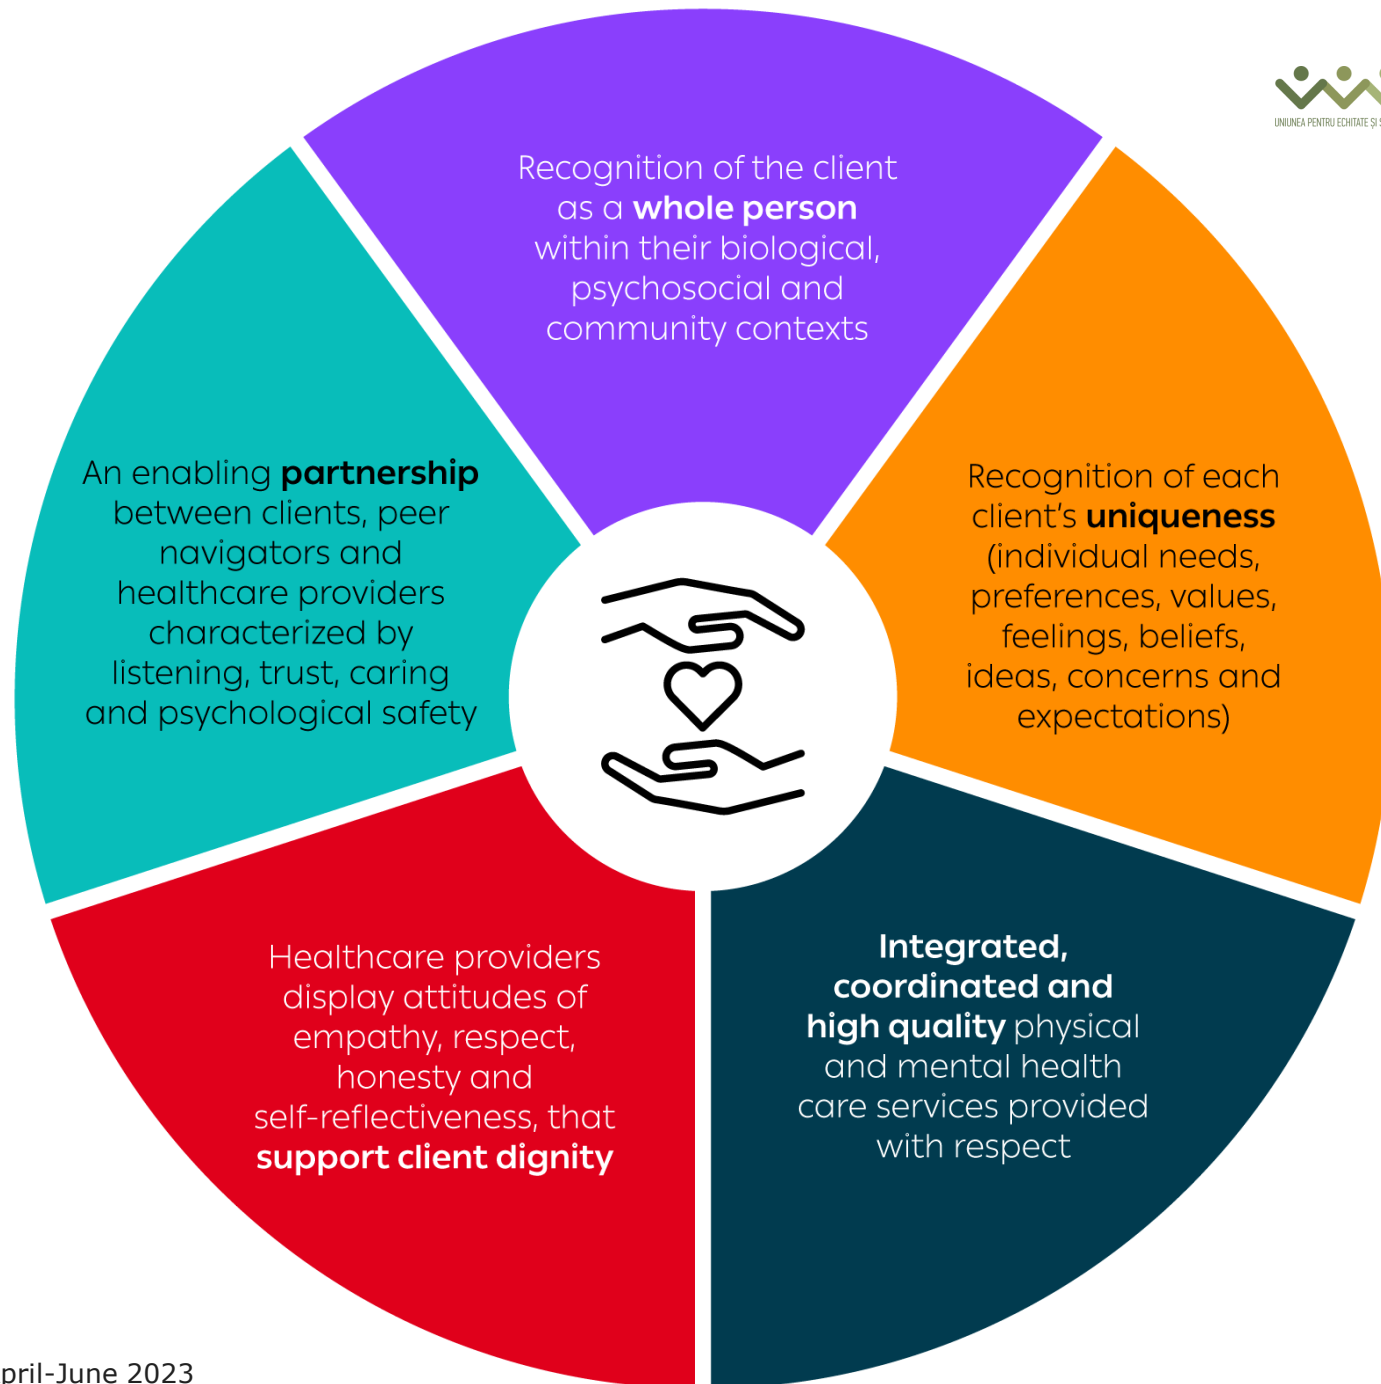 UNIUNEA PENTRU ECHITATE ȘI
Recognition of the client
as a whole person
within their biological,
psychosocial and
community contexts
An enabling partnership
between clients, peer
navigators and
healthcare providers
characterized by
listening, trust, caring
and psychological safety
Recognition of each
client’s uniqueness
(individual needs,
preferences, values,
feelings, beliefs,
ideas, concerns and
expectations)
Healthcare providers
display attitudes of
empathy, respect,
honesty and
self-reflectiveness, that
support client dignity
Integrated,
coordinated and
high quality physical
and mental health
care services provided
with respect
pril-June 2023